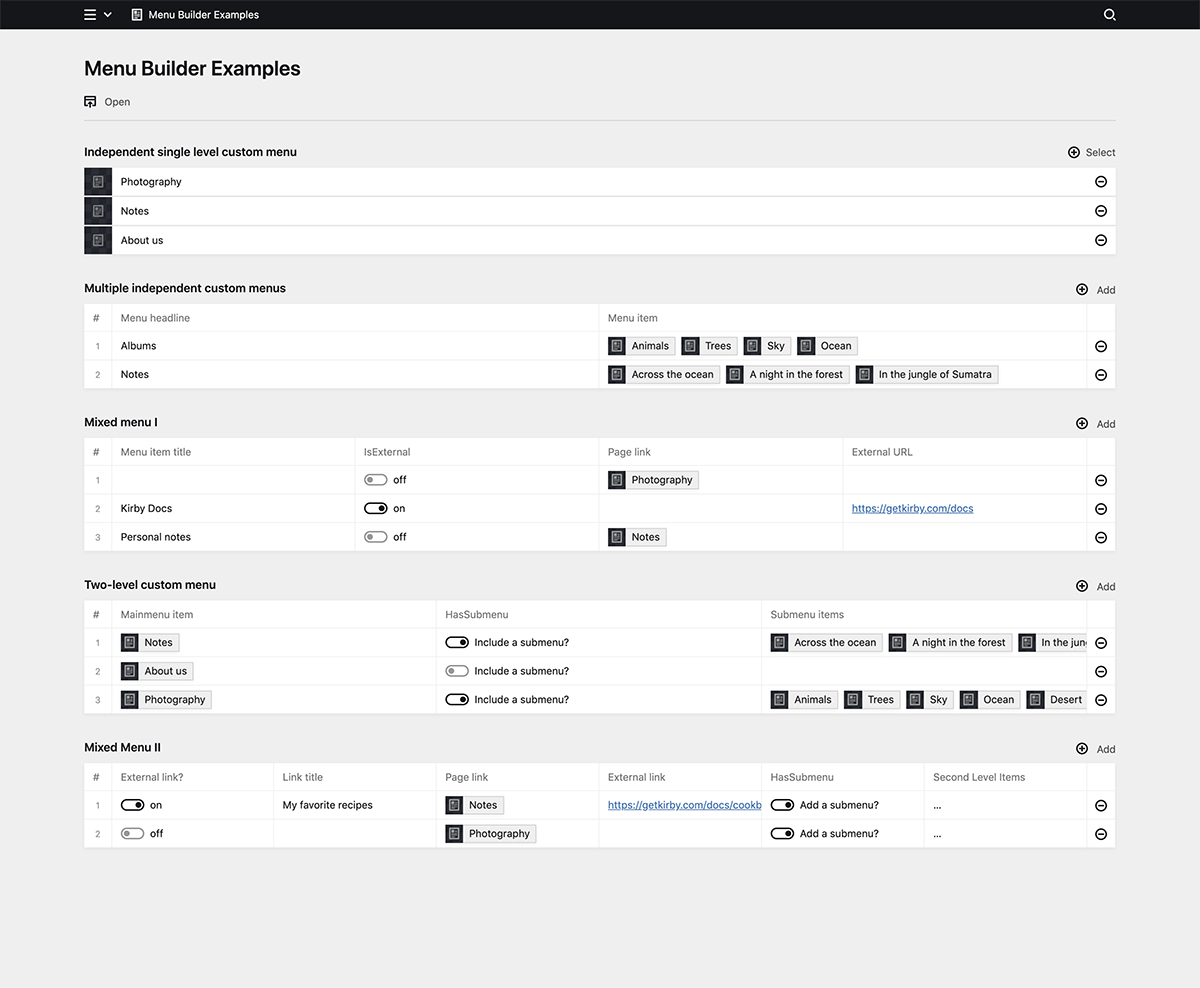 Menu Builder Examples
Menu Builder Examples
Open
Independent single level custom menu Select
Photography
Notes
About us
Multiple independent custom menus Add
# Menu headline Menu item
1 Albums Animals Trees Sky Ocean
2 Notes Across the ocean A night in the forest In the jungle of Sumatra
Mixed menu I Add
# Menu item title IsExternal Page link External URL
1 off Photography
2 Kirby Docs on https://getkirby.com/docs
3 Personal notes off Notes
Two-level custom menu Add
# Mainmenu item HasSubmenu Submenu items
1 Notes Include a submenu? Across the ocean A night in the forest In the jun
2 About us Include a submenu?
3 Photography Include a submenu? Animals Trees Sky Ocean Desert
Mixed Menu II Add
# External link? Link title Page link External link HasSubmenu Second Level Items
1 on My favorite recipes Notes https://getkirby.com/docs/cookb Add a submenu? ...
2 off Photography Add a submenu? ...